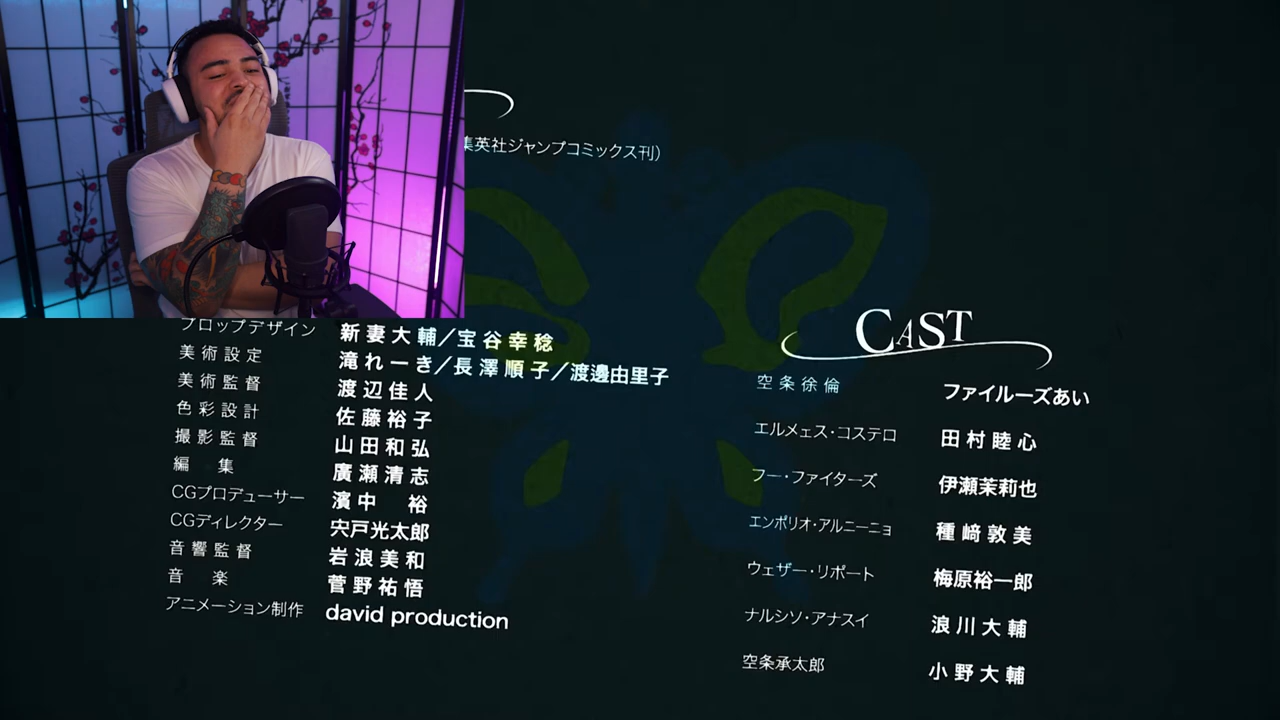 集英社ジャンプコミックス刊）
プロップデザイン 新妻大輔／宝谷幸稔
美術設定 滝れーき／長澤順子／渡邊由里子
美術監督 渡辺佳人
色彩設計 佐藤裕子
撮影監督 山田和弘
編集 廣瀬清志
CGプロデューサー 濱中裕
CGディレクター 宍戸光太郎
音響監督 岩浪美和
音楽 菅野祐悟
アニメーション制作 david production
CAST
空条徐倫 ファイルーズあい
エルメェス・コステロ 田村睦心
フー・ファイターズ 伊瀬茉莉也
エンポリオ・アルニーニョ 種﨑敦美
ウェザー・リポート 梅原裕一郎
ナルシソ・アナスイ 浪川大輔
空条承太郎 小野大輔